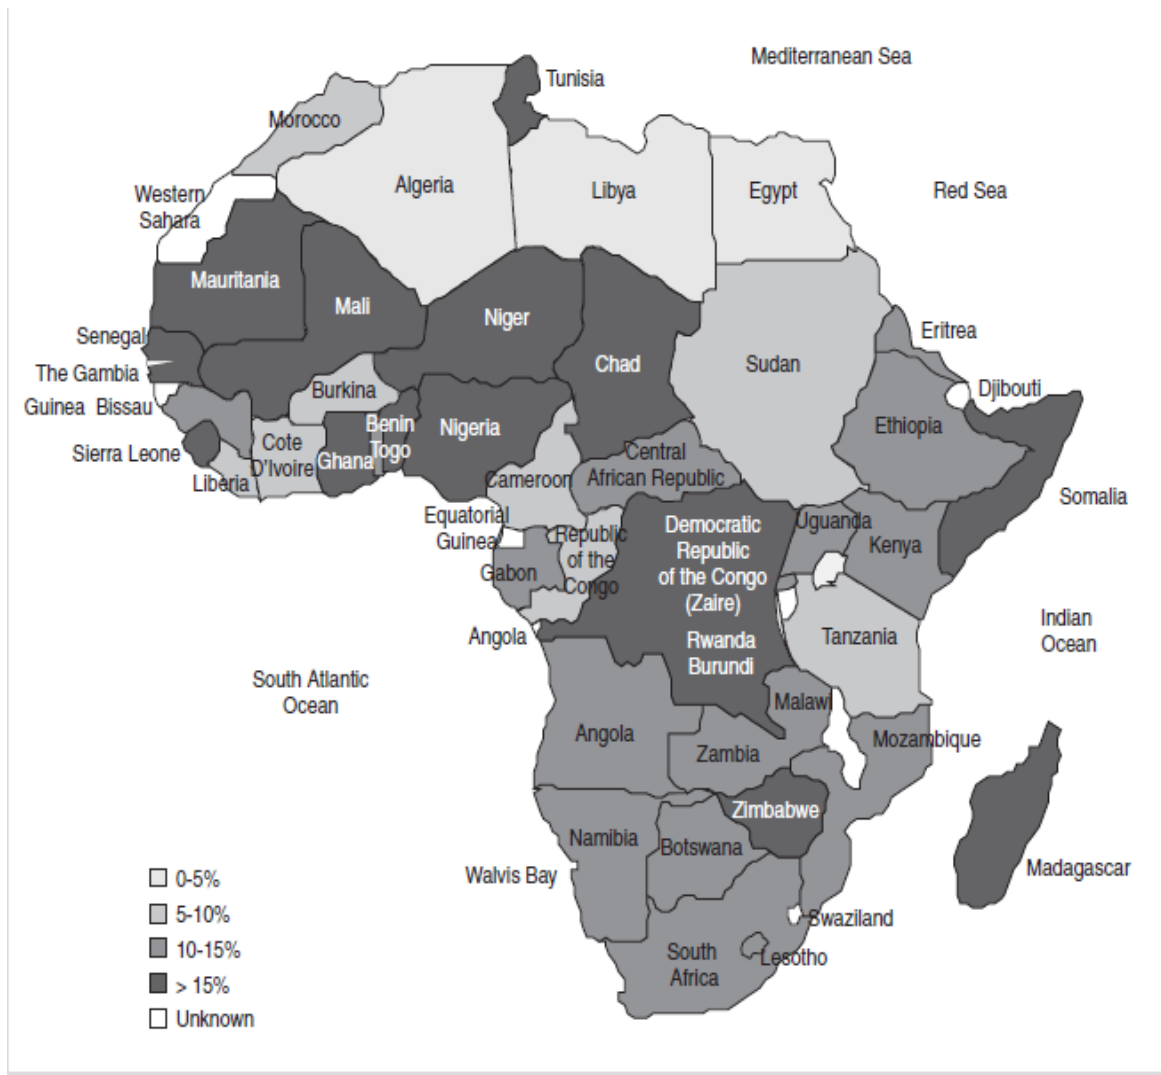 Mediterranean Sea
Tunisia
Morocco
Algeria
Libya
Egypt
Red Sea
Western
Sahara
Mauritania
Mali
Niger
Chad
Sudan
Eritrea
Senegal
The Gambia
Guinea Bissau
Burkina
Djibouti
Ethiopia
Sierra Leone
Liberia
Cote
D'Ivoire
Ghana
Benin
Togo
Nigeria
Cameroon
Central
African Republic
Somalia
Equatorial
Guinea
Gabon
Republic
of the
Congo
Democratic
Republic
of the Congo
(Zaire)
Rwanda
Burundi
Uganda
Kenya
Indian
Ocean
Angola
Tanzania
South Atlantic
Ocean
Angola
Malawi
Zambia
Mozambique
Zimbabwe
Namibia
Botswana
Walvis Bay
Madagascar
Swaziland
South
Africa
Lesotho
0-5%
5-10%
10-15%
> 15%
Unknown